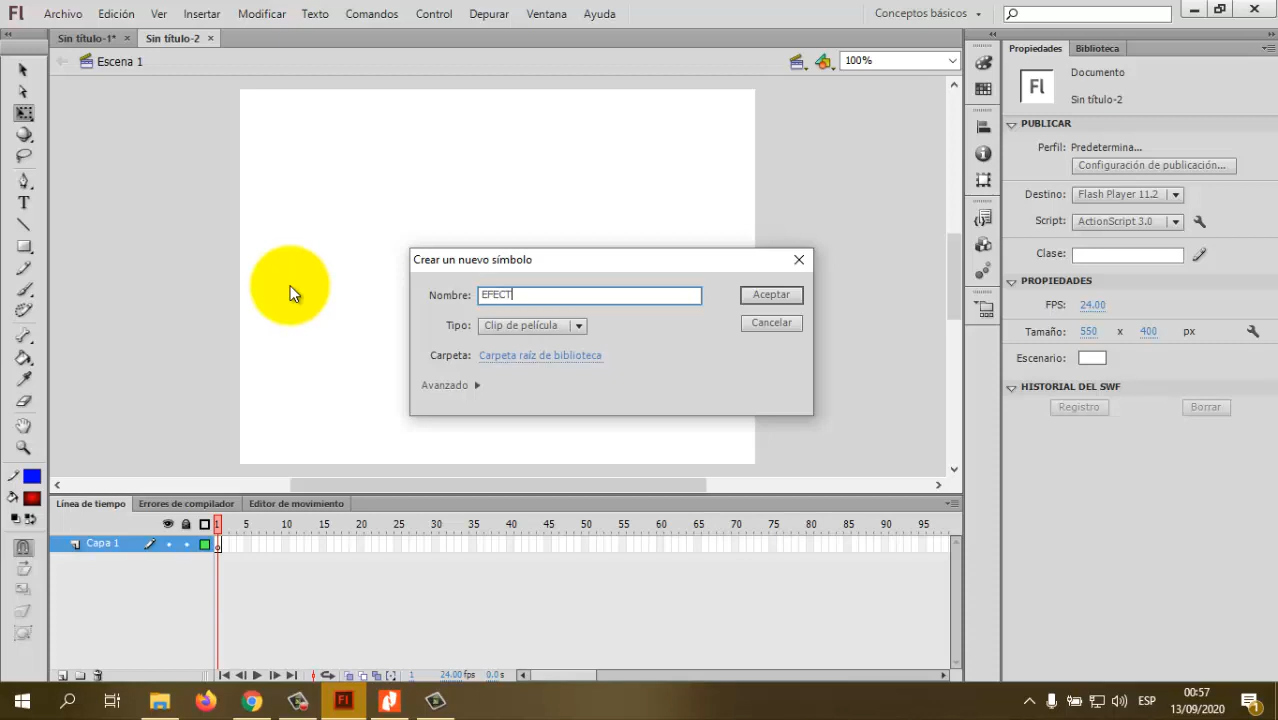 Fl Archivo Edición Ver Insertar Modificar Texto Comandos Control Depurar Ventana Ayuda Conceptos básicos
Sin título-1* × Sin título-2 ×
Escena 1 100%
Propiedades Biblioteca
Fl Documento
Sin título-2
PUBLICAR
Perfil: Predetermina...
Configuración de publicación...
Destino: Flash Player 11.2
Script: ActionScript 3.0
Clase:
PROPIEDADES
FPS: 24.00
Tamaño: 550 x 400 px
Escenario:
HISTORIAL DEL SWF
Registro Borrar
Crear un nuevo símbolo
Nombre: EFECT Aceptar
Tipo: Clip de película Cancelar
Carpeta: Carpeta raíz de biblioteca
Avanzado
Línea de tiempo Errores de compilador Editor de movimiento
1 5 10 15 20 25 30 35 40 45 50 55 60 65 70 75 80 85 90 95
Capa 1
1 24.00fps 0.0s
Fl ESP 00:57
13/09/2020 1